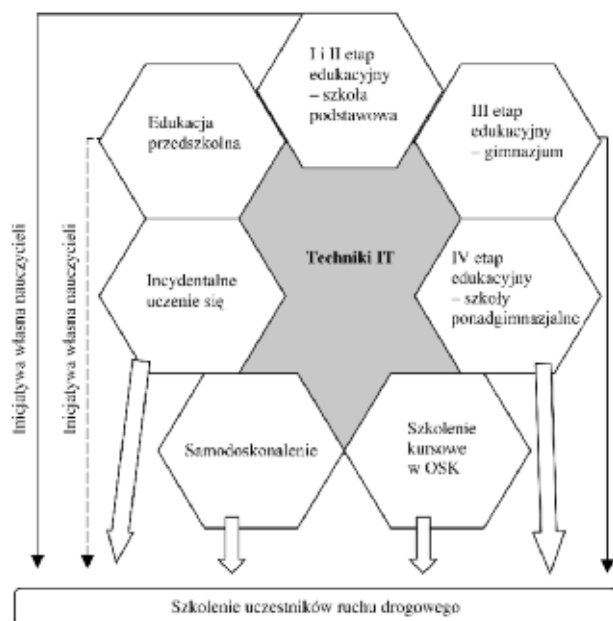 I i II etap
edukacyjny
– szkoła
podstawowa
Edukacja
przedszkolna
III etap
edukacyjny
– gimnazjum
Techniki IT
Incydentalne
uczenie się
IV etap
edukacyjny
– szkoły
ponadgimnazjalne
Inicjatywa własna nauczycieli
Inicjatywa własna nauczycieli
Samodoskonalenie
Szkolenie
kursowe
w OSK
Szkolenie uczestników ruchu drogowego